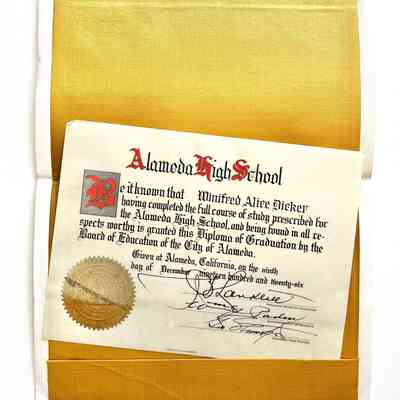 Alameda High School
Be it known that Winifred Alice Dieker
having completed the full course of study prescribed for
the Alameda High School, and being found in all re-
spects worthy is granted this Diploma of Graduation by the
Board of Education of the City of Alameda.
Given at Alameda, California, on the ninth
day of December nineteen hundred and twenty-six